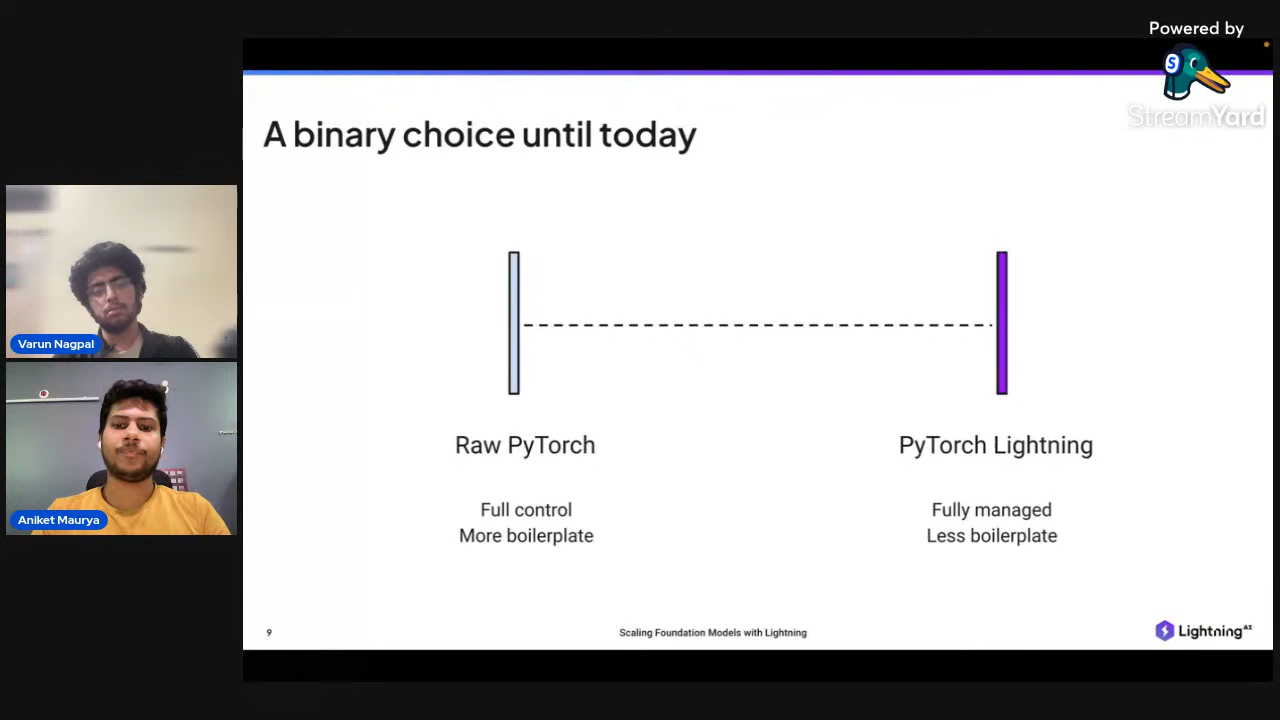 Powered by
StreamYard
A binary choice until today
Varun Nagpal
Aniket Maurya
Raw PyTorch
Full control
More boilerplate
PyTorch Lightning
Fully managed
Less boilerplate
9
Scaling Foundation Models with Lightning
Lightning AI